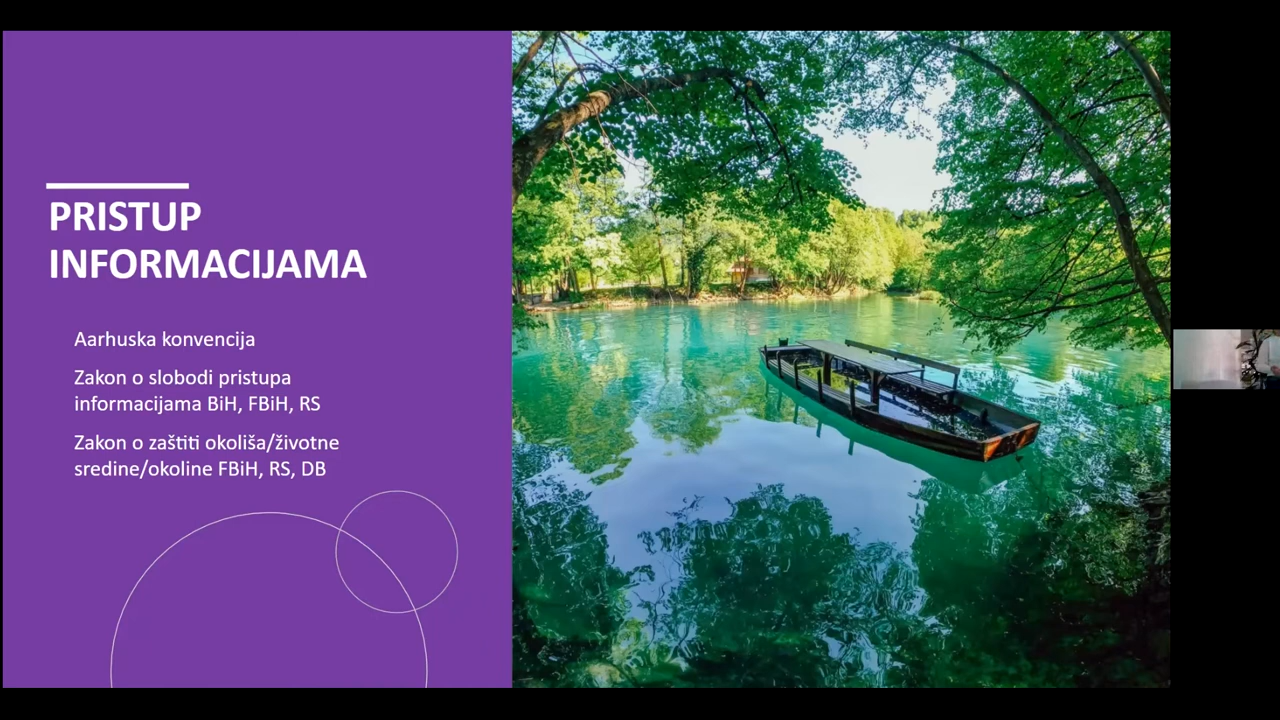 PRISTUP
INFORMACIJAMA
Aarhuska konvencija
Zakon o slobodi pristupa
informacijama BiH, FBiH, RS
Zakon o zaštiti okoliša/životne
sredine/okoline FBiH, RS, DB